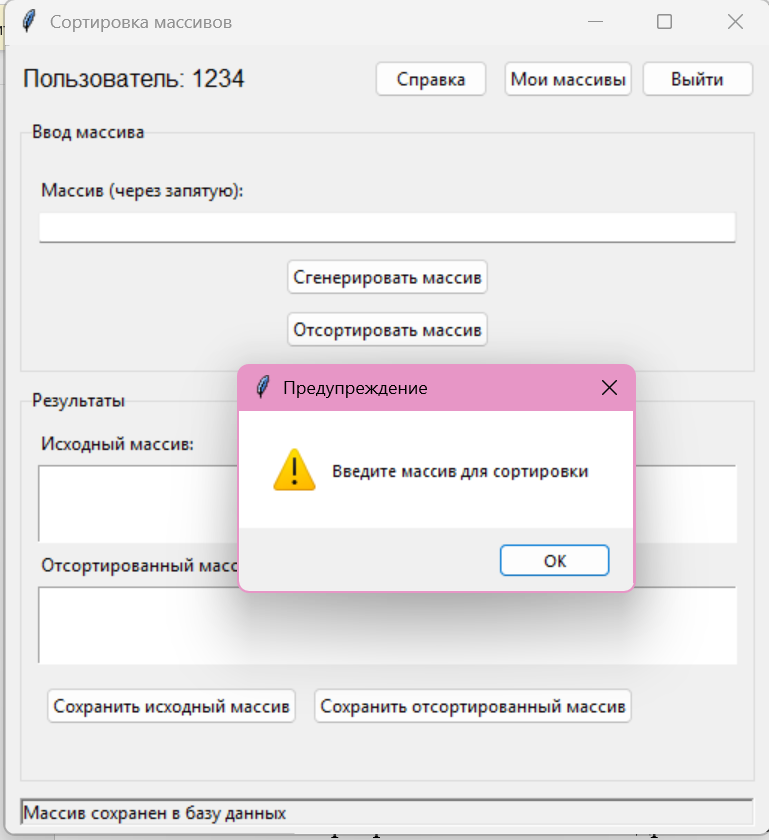 Сортировка массивов
Пользователь: 1234
Справка
Мои массивы
Выйти
Ввод массива
Массив (через запятую):
Сгенерировать массив
Отсортировать массив
Результаты
Предупреждение
Исходный массив:
Введите массив для сортировки
OK
Отсортированный масс
Сохранить исходный массив
Сохранить отсортированный массив
Массив сохранен в базу данных